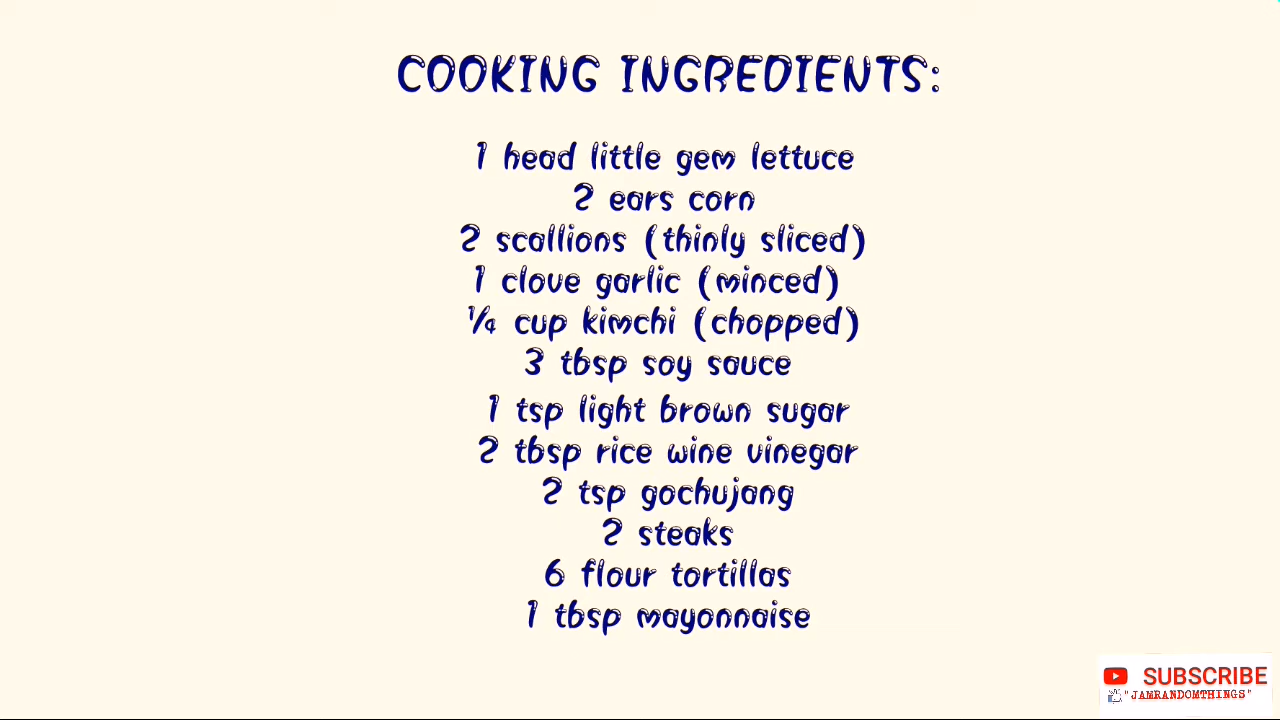 COOKING INGREDIENTS:
1 head little gem lettuce
2 ears corn
2 scallions (thinly sliced)
1 clove garlic (minced)
¼ cup kimchi (chopped)
3 tbsp soy sauce
1 tsp light brown sugar
2 tbsp rice wine vinegar
2 tsp gochujang
2 steaks
6 flour tortillas
1 tbsp mayonnaise
SUBSCRIBE
"JAMRANDOMTHINGS"